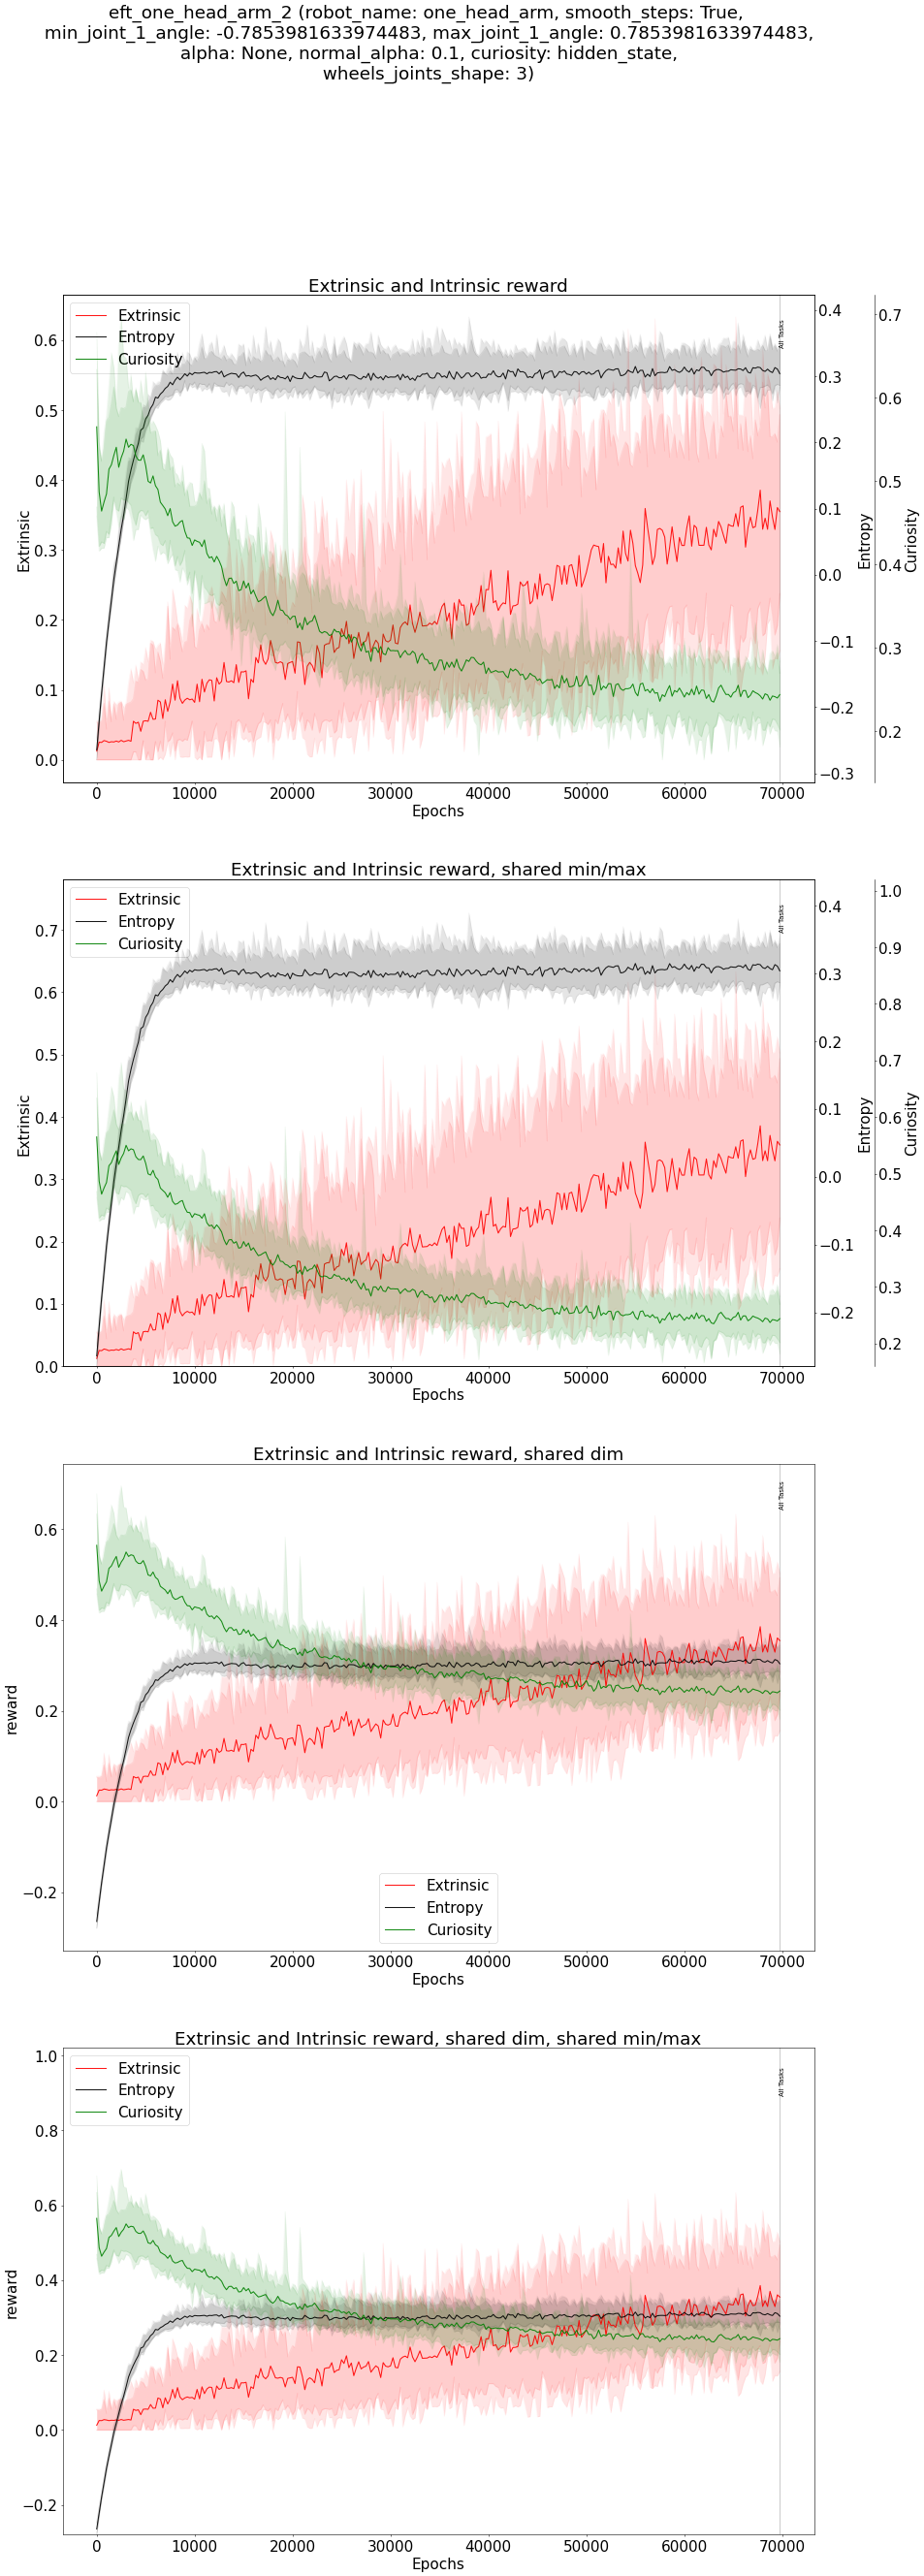 eft_one_head_arm_2 (robot_name: one_head_arm, smooth_steps: True,
min_joint_1_angle: -0.7853981633974483, max_joint_1_angle: 0.7853981633974483,
alpha: None, normal_alpha: 0.1, curiosity: hidden_state,
wheels_joints_shape: 3)
Extrinsic and Intrinsic reward
Extrinsic
Entropy
Curiosity
All Tasks
0.6
0.5
0.4
0.3
0.2
0.1
0.0
Extrinsic
0.4
0.3
0.2
0.1
0.0
−0.1
−0.2
−0.3
Entropy
0.7
0.6
0.5
0.4
0.3
0.2
Curiosity
0 10000 20000 30000 40000 50000 60000 70000
Epochs
Extrinsic and Intrinsic reward, shared min/max
Extrinsic
Entropy
Curiosity
All Tasks
0.7
0.6
0.5
0.4
0.3
0.2
0.1
0.0
Extrinsic
0.4
0.3
0.2
0.1
0.0
−0.1
−0.2
Entropy
1.0
0.9
0.8
0.7
0.6
0.5
0.4
0.3
0.2
Curiosity
0 10000 20000 30000 40000 50000 60000 70000
Epochs
Extrinsic and Intrinsic reward, shared dim
All Tasks
0.6
0.4
0.2
0.0
−0.2
reward
Extrinsic
Entropy
Curiosity
0 10000 20000 30000 40000 50000 60000 70000
Epochs
Extrinsic and Intrinsic reward, shared dim, shared min/max
Extrinsic
Entropy
Curiosity
All Tasks
1.0
0.8
0.6
0.4
0.2
0.0
−0.2
reward
0 10000 20000 30000 40000 50000 60000 70000
Epochs